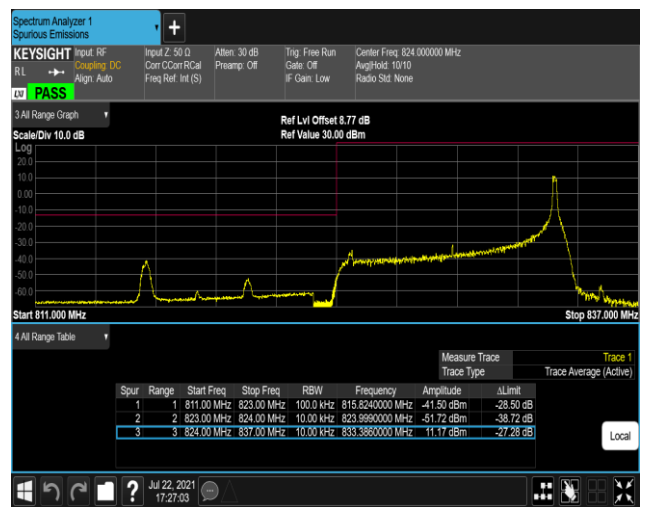 Spectrum Analyzer 1
Spurious Emissions
+
KEYSIGHT Input: RF Input Z: 50 Ω Atten: 30 dB Trig: Free Run Center Freq: 824.000000 MHz
RL Coupling: DC Corr CCorr RCal Preamp: Off Gate: Off Avg|Hold: 10/10
Align: Auto Freq Ref: Int (S) IF Gain: Low Radio Std: None
LXI PASS
3 All Range Graph
Ref Lvl Offset 8.77 dB
Scale/Div 10.0 dB Ref Value 30.00 dBm
Log
20.0
10.0
0.00
-10.0
-20.0
-30.0
-40.0
-50.0
-60.0
Start 811.000 MHz Stop 837.000 MHz
4 All Range Table
Measure Trace Trace 1
Trace Type Trace Average (Active)
Spur Range Start Freq Stop Freq RBW Frequency Amplitude ΔLimit
1 1 811.00 MHz 823.00 MHz 100.0 kHz 815.8240000 MHz -41.50 dBm -28.50 dB
2 2 823.00 MHz 824.00 MHz 10.00 kHz 823.9990000 MHz -51.72 dBm -38.72 dB
3 3 824.00 MHz 837.00 MHz 10.00 kHz 833.3860000 MHz 11.17 dBm -27.28 dB
Local
? Jul 22, 2021
17:27:03